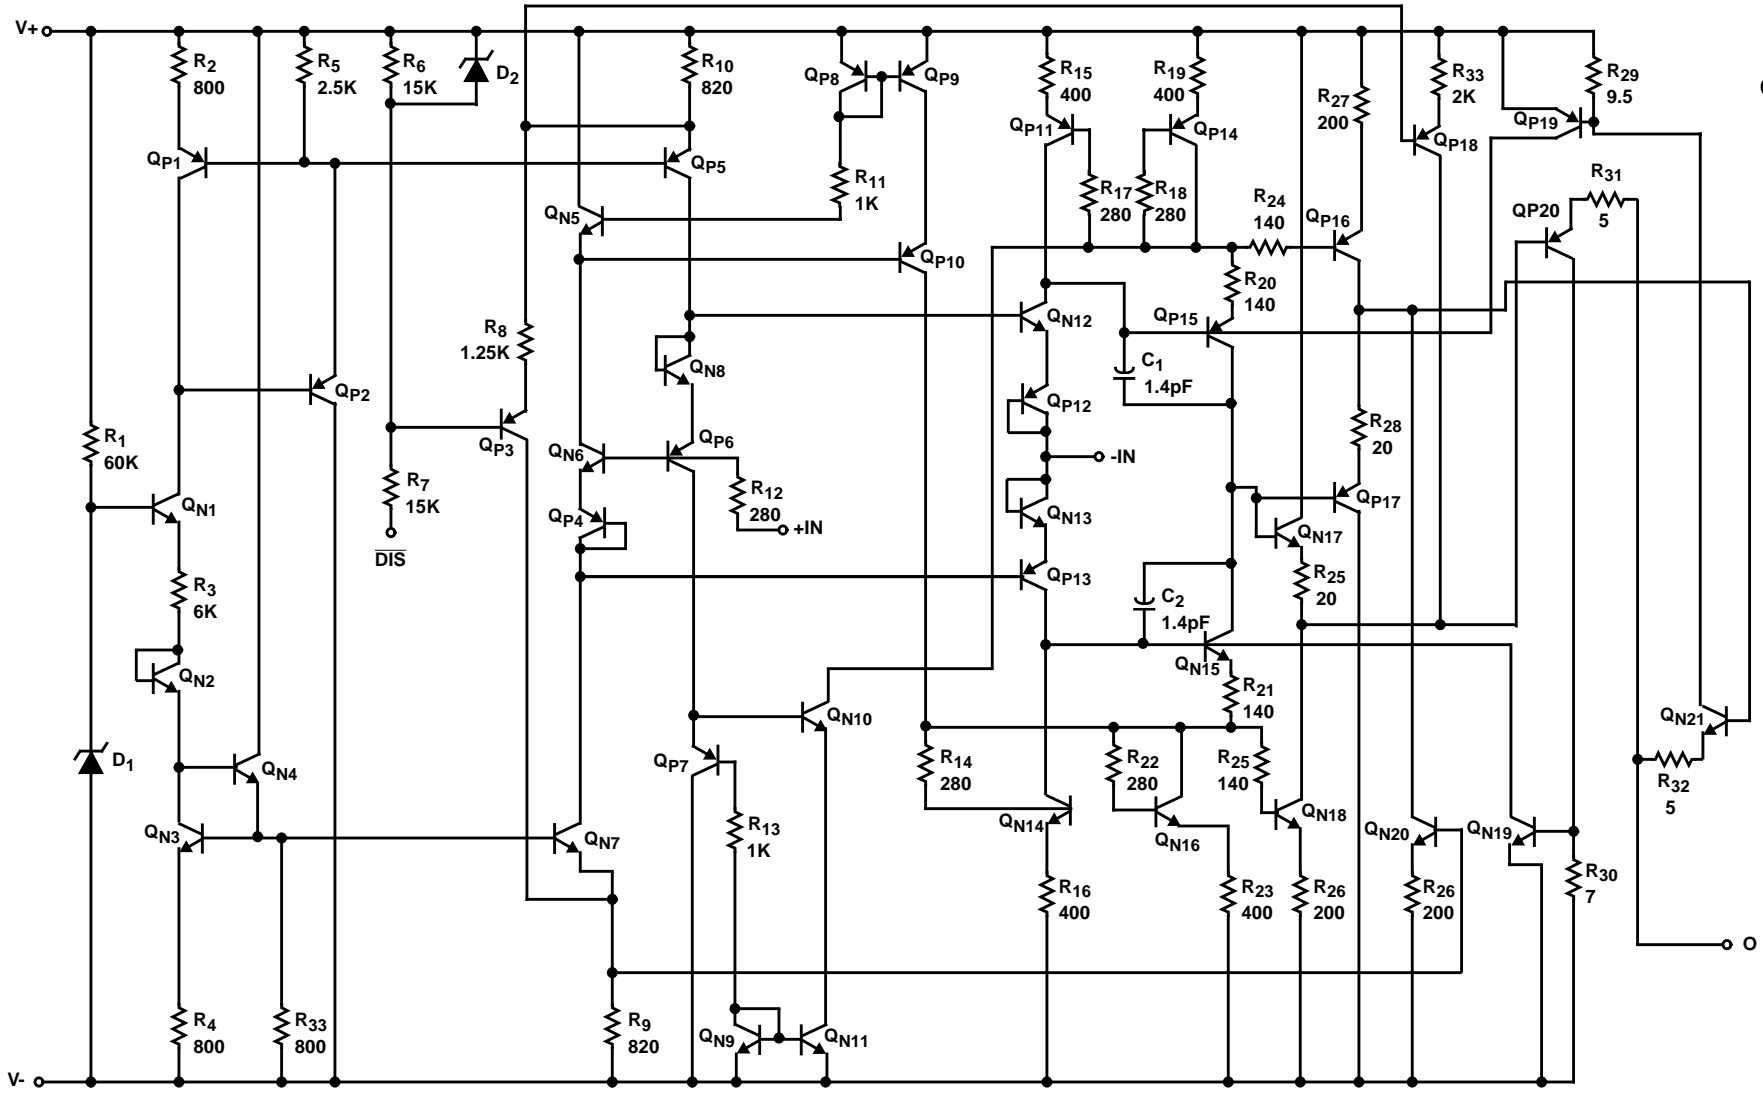 V+
R2
800
R5
2.5K
R6
15K
D2
R10
820
QP8
QP9
R15
400
R19
400
R27
200
R33
2K
R29
9.5
QP1
QP5
QP11
QP14
QP18
QP19
R11
1K
R17
280
R18
280
R24
140
R31
5
QN5
QP16
QP20
QP10
R20
140
R8
1.25K
QN12
QP15
QN8
C1
1.4pF
QP2
QP12
R1
60K
QP3
QN6
QP6
-IN
R28
20
R7
15K
R12
280
QN1
QP4
+IN
QN13
QP17
QN17
DIS
QP13
R25
20
R3
6K
C2
1.4pF
QN2
QN15
R21
140
QN10
QN21
D1
QN4
QP7
R14
280
R22
280
R25
140
R32
5
QN3
QN7
R13
1K
QN14
QN16
QN18
QN20
QN19
R16
400
R23
400
R26
200
R26
200
R30
7
O
R4
800
R33
800
R9
820
QN9
QN11
V-